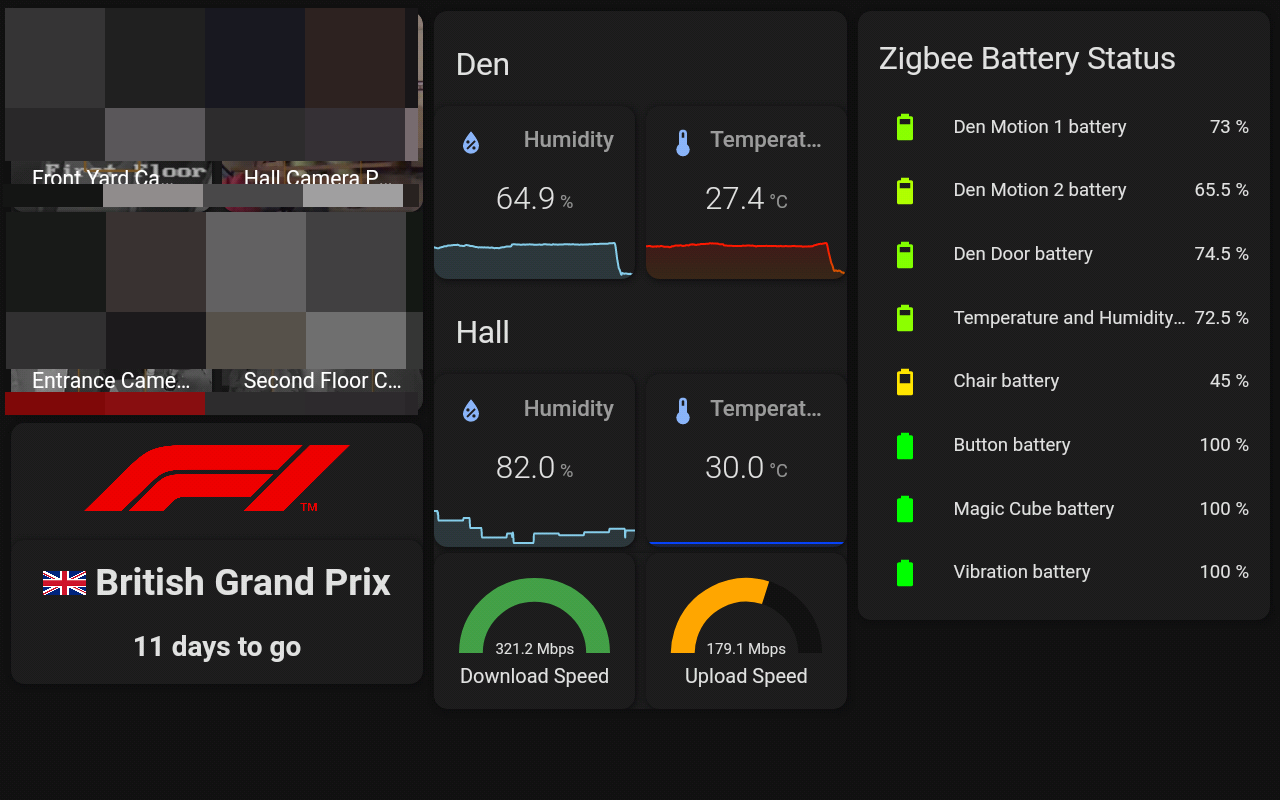 First Floor
Front Yard Ca...
Hall Camera P...
Entrance Came...
Second Floor C...
F1
TM
British Grand Prix
11 days to go
Den
Humidity
Temperat...
64.9 %
27.4 °C
Hall
Humidity
Temperat...
82.0 %
30.0 °C
321.2 Mbps
Download Speed
179.1 Mbps
Upload Speed
Zigbee Battery Status
Den Motion 1 battery 73 %
Den Motion 2 battery 65.5 %
Den Door battery 74.5 %
Temperature and Humidity... 72.5 %
Chair battery 45 %
Button battery 100 %
Magic Cube battery 100 %
Vibration battery 100 %